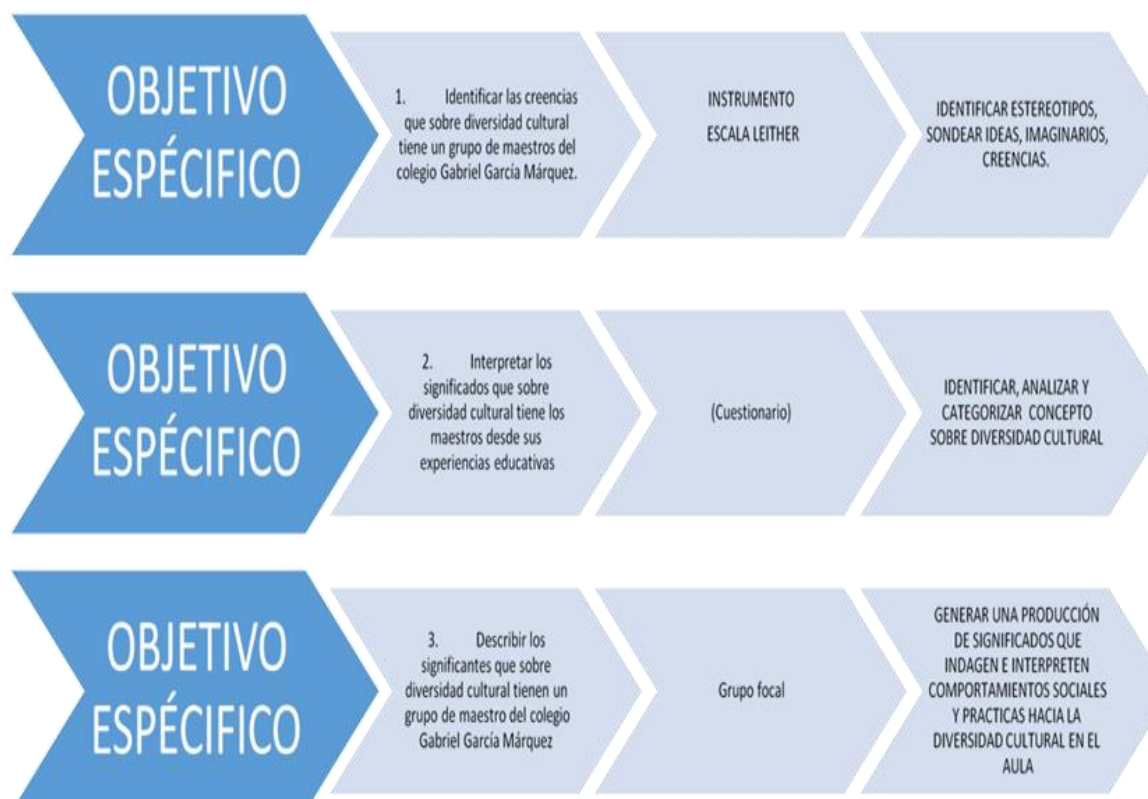 OBJETIVO
ESPÉCIFICO
1. Identificar las creencias
que sobre diversidad cultural
tiene un grupo de maestros del
colegio Gabriel García Márquez.
INSTRUMENTO
ESCALA LEITHER
IDENTIFICAR ESTEREOTIPOS,
SONDEAR IDEAS, IMAGINARIOS,
CREENCIAS.
OBJETIVO
ESPÉCIFICO
2. Interpretar los
significados que sobre
diversidad cultural tiene los
maestros desde sus
experiencias educativas
(Cuestionario)
IDENTIFICAR, ANALIZAR Y
CATEGORIZAR CONCEPTO
SOBRE DIVERSIDAD CULTURAL
OBJETIVO
ESPÉCIFICO
3. Describir los
significantes que sobre
diversidad cultural tienen un
grupo de maestro del colegio
Gabriel García Márquez
Grupo focal
GENERAR UNA PRODUCCIÓN
DE SIGNIFICADOS QUE
INDAGEN E INTERPRETEN
COMPORTAMIENTOS SOCIALES
Y PRACTICAS HACIA LA
DIVERSIDAD CULTURAL EN EL
AULA